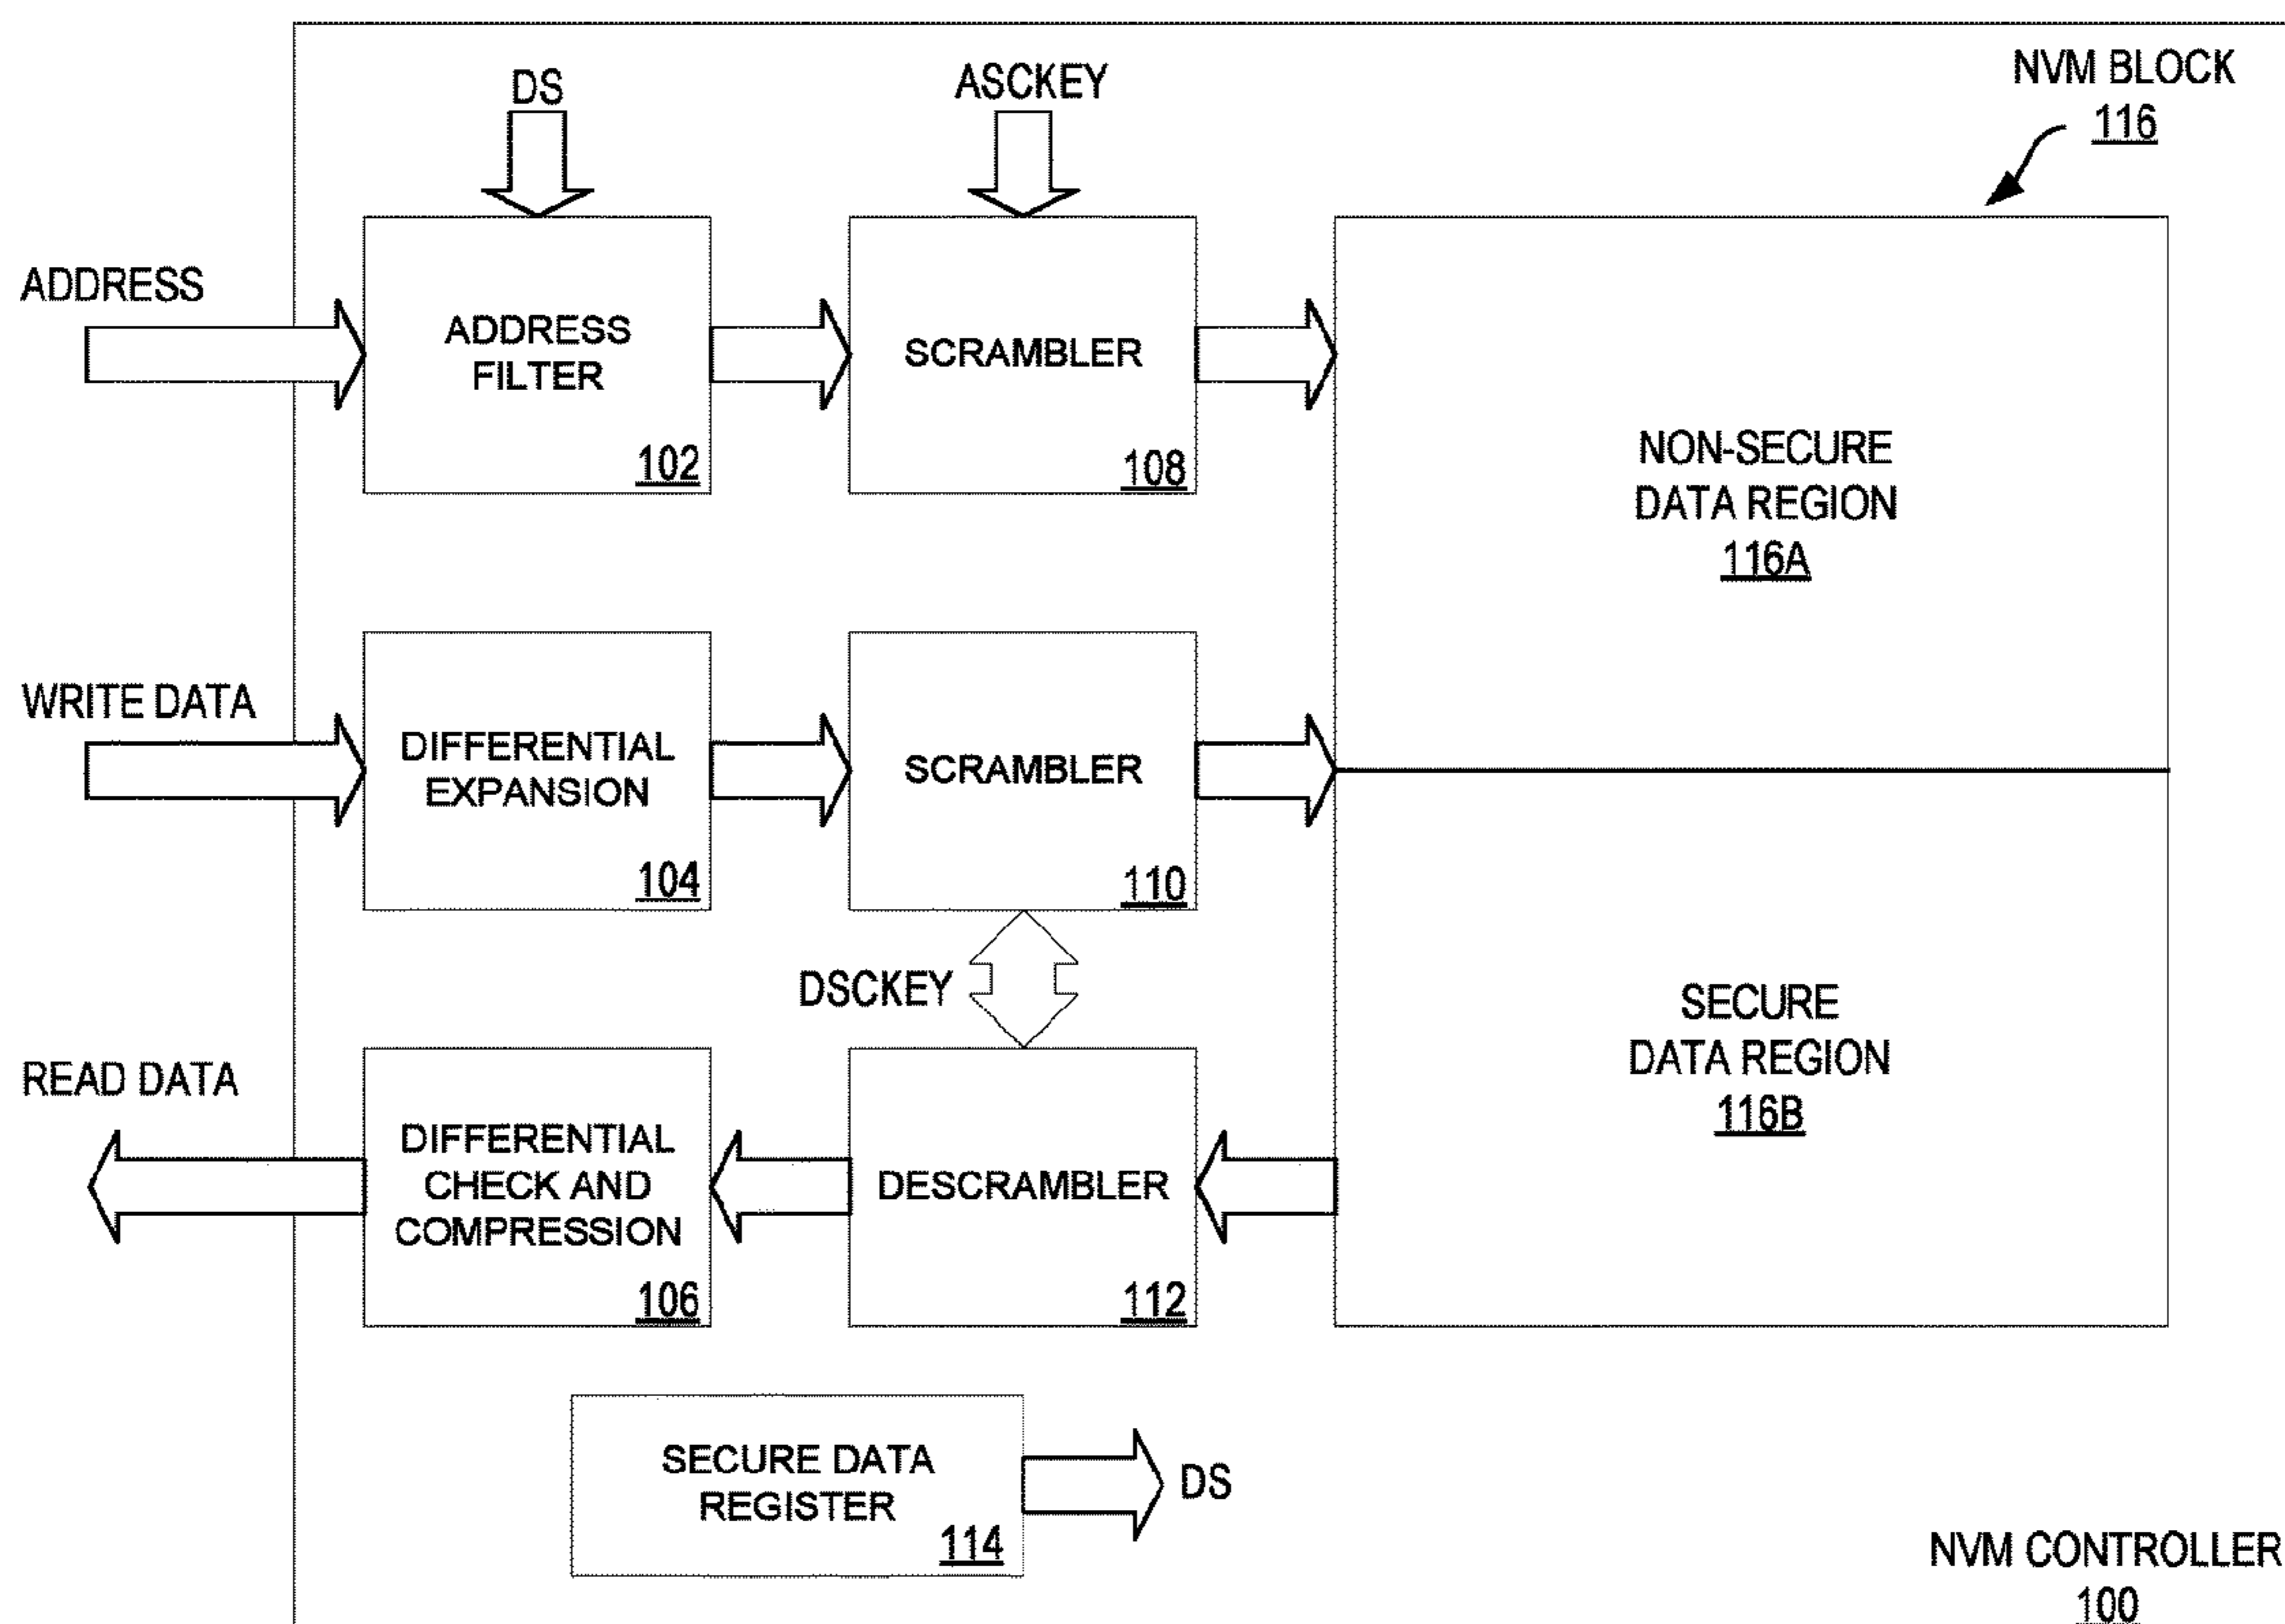 NVM BLOCK
116
DS
ASCKEY
ADDRESS
ADDRESS
FILTER
102
SCRAMBLER
108
NON-SECURE
DATA REGION
116A
WRITE DATA
DIFFERENTIAL
EXPANSION
104
SCRAMBLER
110
DSCKEY
SECURE
DATA REGION
116B
READ DATA
DIFFERENTIAL
CHECK AND
COMPRESSION
106
DESCRAMBLER
112
SECURE DATA
REGISTER
114
DS
NVM CONTROLLER
100